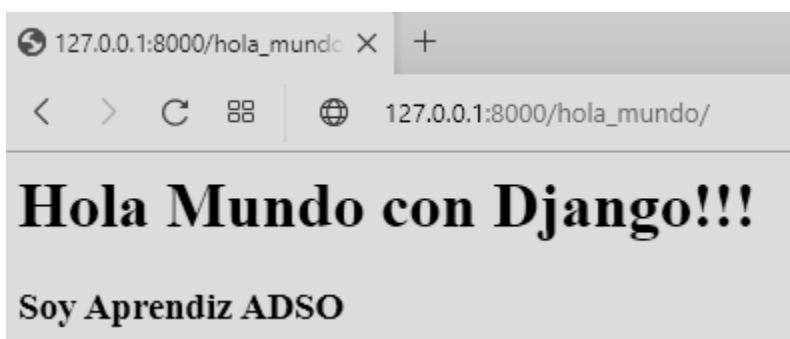 127.0.0.1:8000/hola_mundo
127.0.0.1:8000/hola_mundo/
Hola Mundo con Django!!!
Soy Aprendiz ADSO